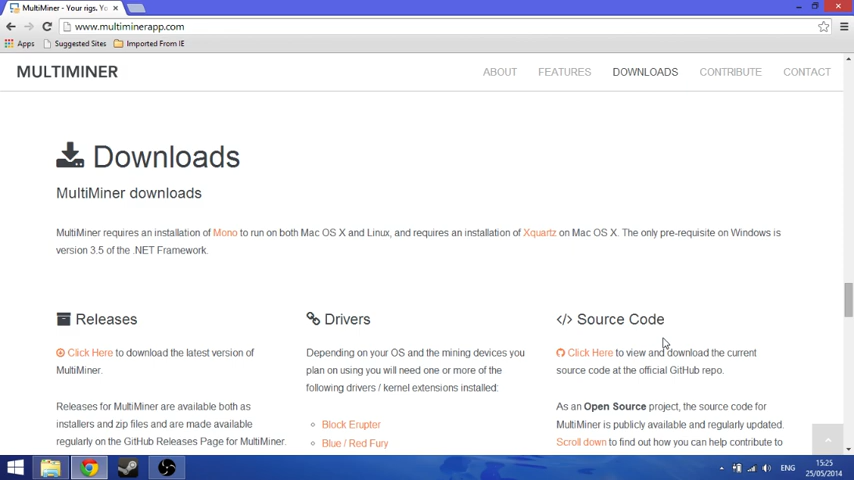 MultiMiner - Your rigs. Yo
www.multiminerapp.com
Apps Suggested Sites Imported From IE
MULTIMINER ABOUT FEATURES DOWNLOADS CONTRIBUTE CONTACT
Downloads
MultiMiner downloads
MultiMiner requires an installation of Mono to run on both Mac OS X and Linux, and requires an installation of Xquartz on Mac OS X. The only pre-requisite on Windows is
version 3.5 of the .NET Framework.
Releases
Click Here to download the latest version of
MultiMiner.
Releases for MultiMiner are available both as
installers and zip files and are made available
regularly on the GitHub Releases Page for MultiMiner.
Drivers
Depending on your OS and the mining devices you
plan on using you will need one or more of the
following drivers / kernel extensions installed:
Block Erupter
Blue / Red Fury
</> Source Code
Click Here to view and download the current
source code at the official GitHub repo.
As an Open Source project, the source code for
MultiMiner is publicly available and regularly updated.
Scroll down to find out how you can help contribute to
ENG
15:25
25/05/2014